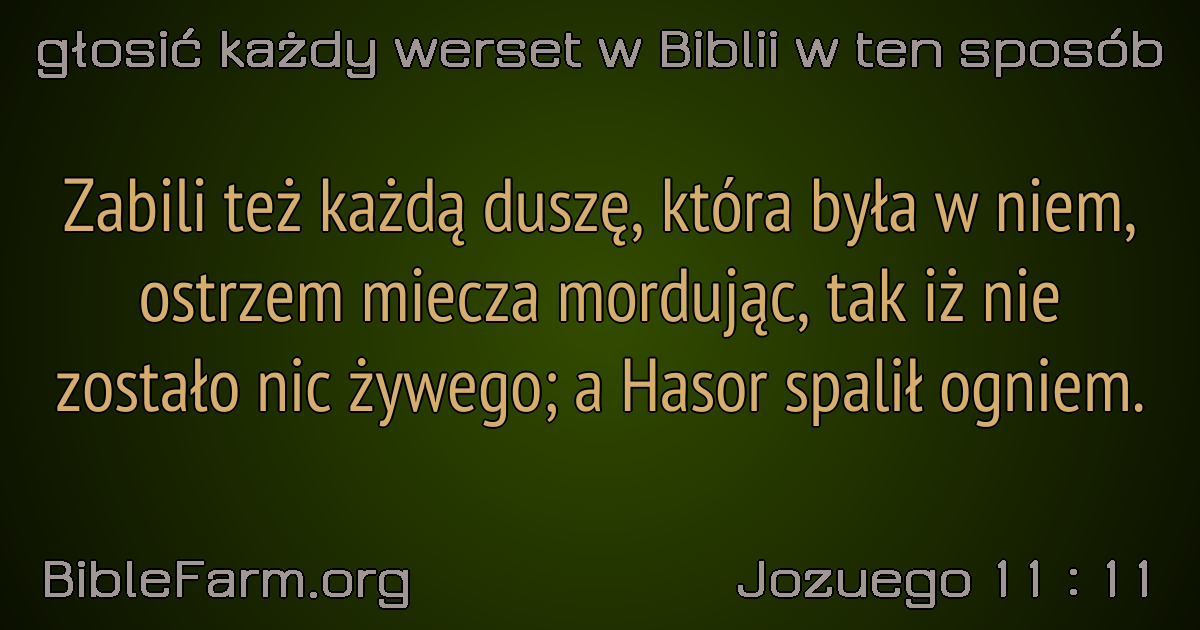 głosić każdy werset w Biblii w ten sposób
Zabili też każdą duszę, która była w niem,
ostrzem miecza mordując, tak iż nie
zostało nic żywego; a Hasor spalił ogniem.
BibleFarm.org
Jozuego 11 : 11